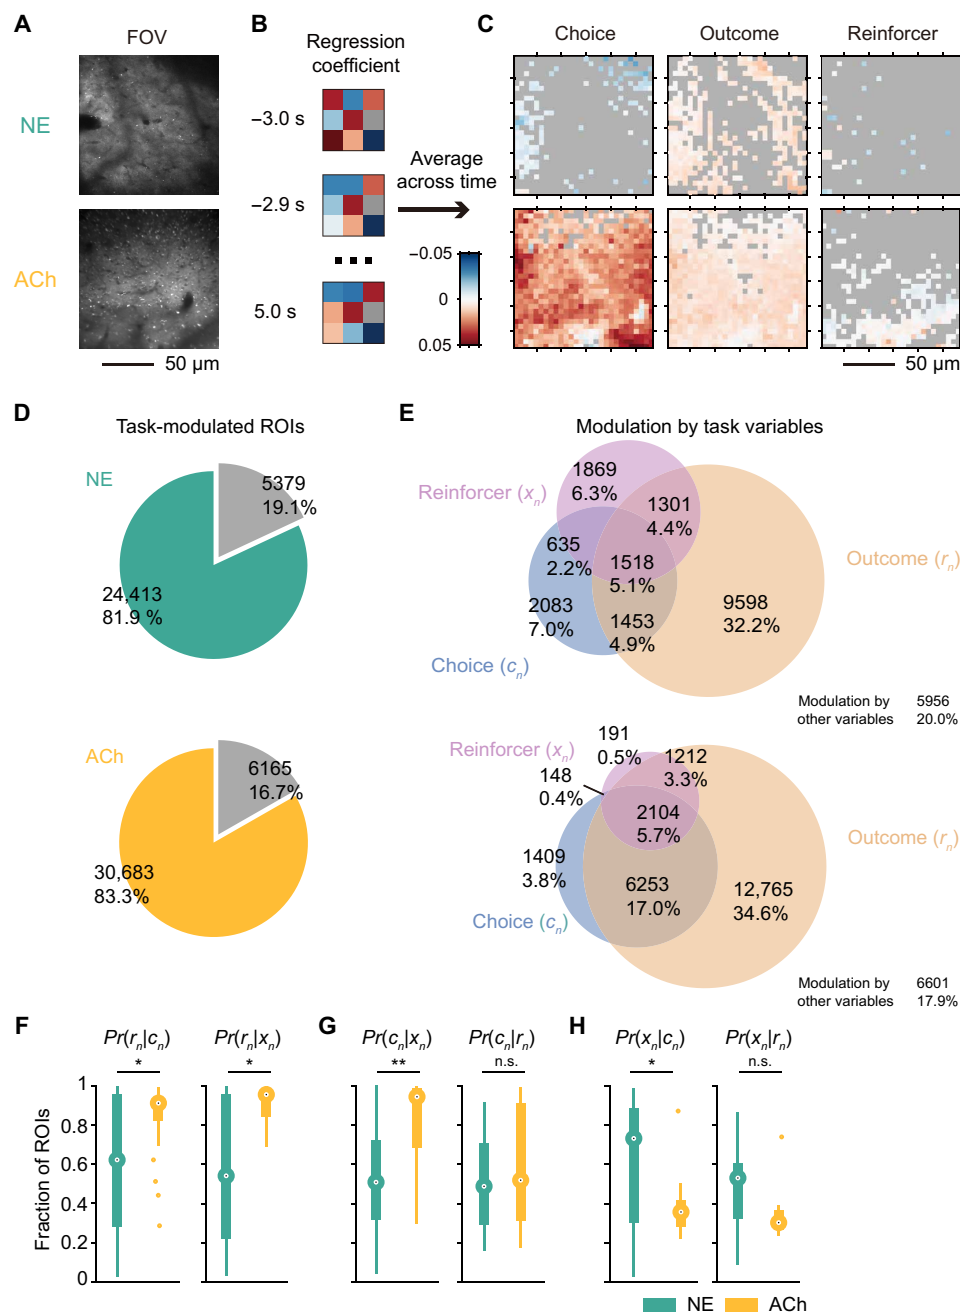 A
FOV
NE
ACh
50 µm
B
Regression
coefficient
−3.0 s
−2.9 s
5.0 s
Average
across time
−0.05
0
0.05
C
Choice
Outcome
Reinforcer
50 µm
D
Task-modulated ROIs
NE
5379
19.1%
24,413
81.9 %
ACh
6165
16.7%
30,683
83.3%
E
Modulation by task variables
Reinforcer (xn)
1869
6.3%
1301
4.4%
635
2.2%
1518
5.1%
Outcome (rn)
2083
7.0%
1453
4.9%
9598
32.2%
Choice (cn)
Modulation by 5956
other variables 20.0%
Reinforcer (xn)
191
0.5%
1212
3.3%
148
0.4%
2104
5.7%
Outcome (rn)
1409
3.8%
6253
17.0%
12,765
34.6%
Choice (cn)
Modulation by 6601
other variables 17.9%
F
Pr(rn|cn)
*
Pr(rn|xn)
*
G
Pr(cn|xn)
**
Pr(cn|rn)
n.s.
H
Pr(xn|cn)
*
Pr(xn|rn)
n.s.
Fraction of ROIs
1
0.8
0.6
0.4
0.2
0
NE
ACh